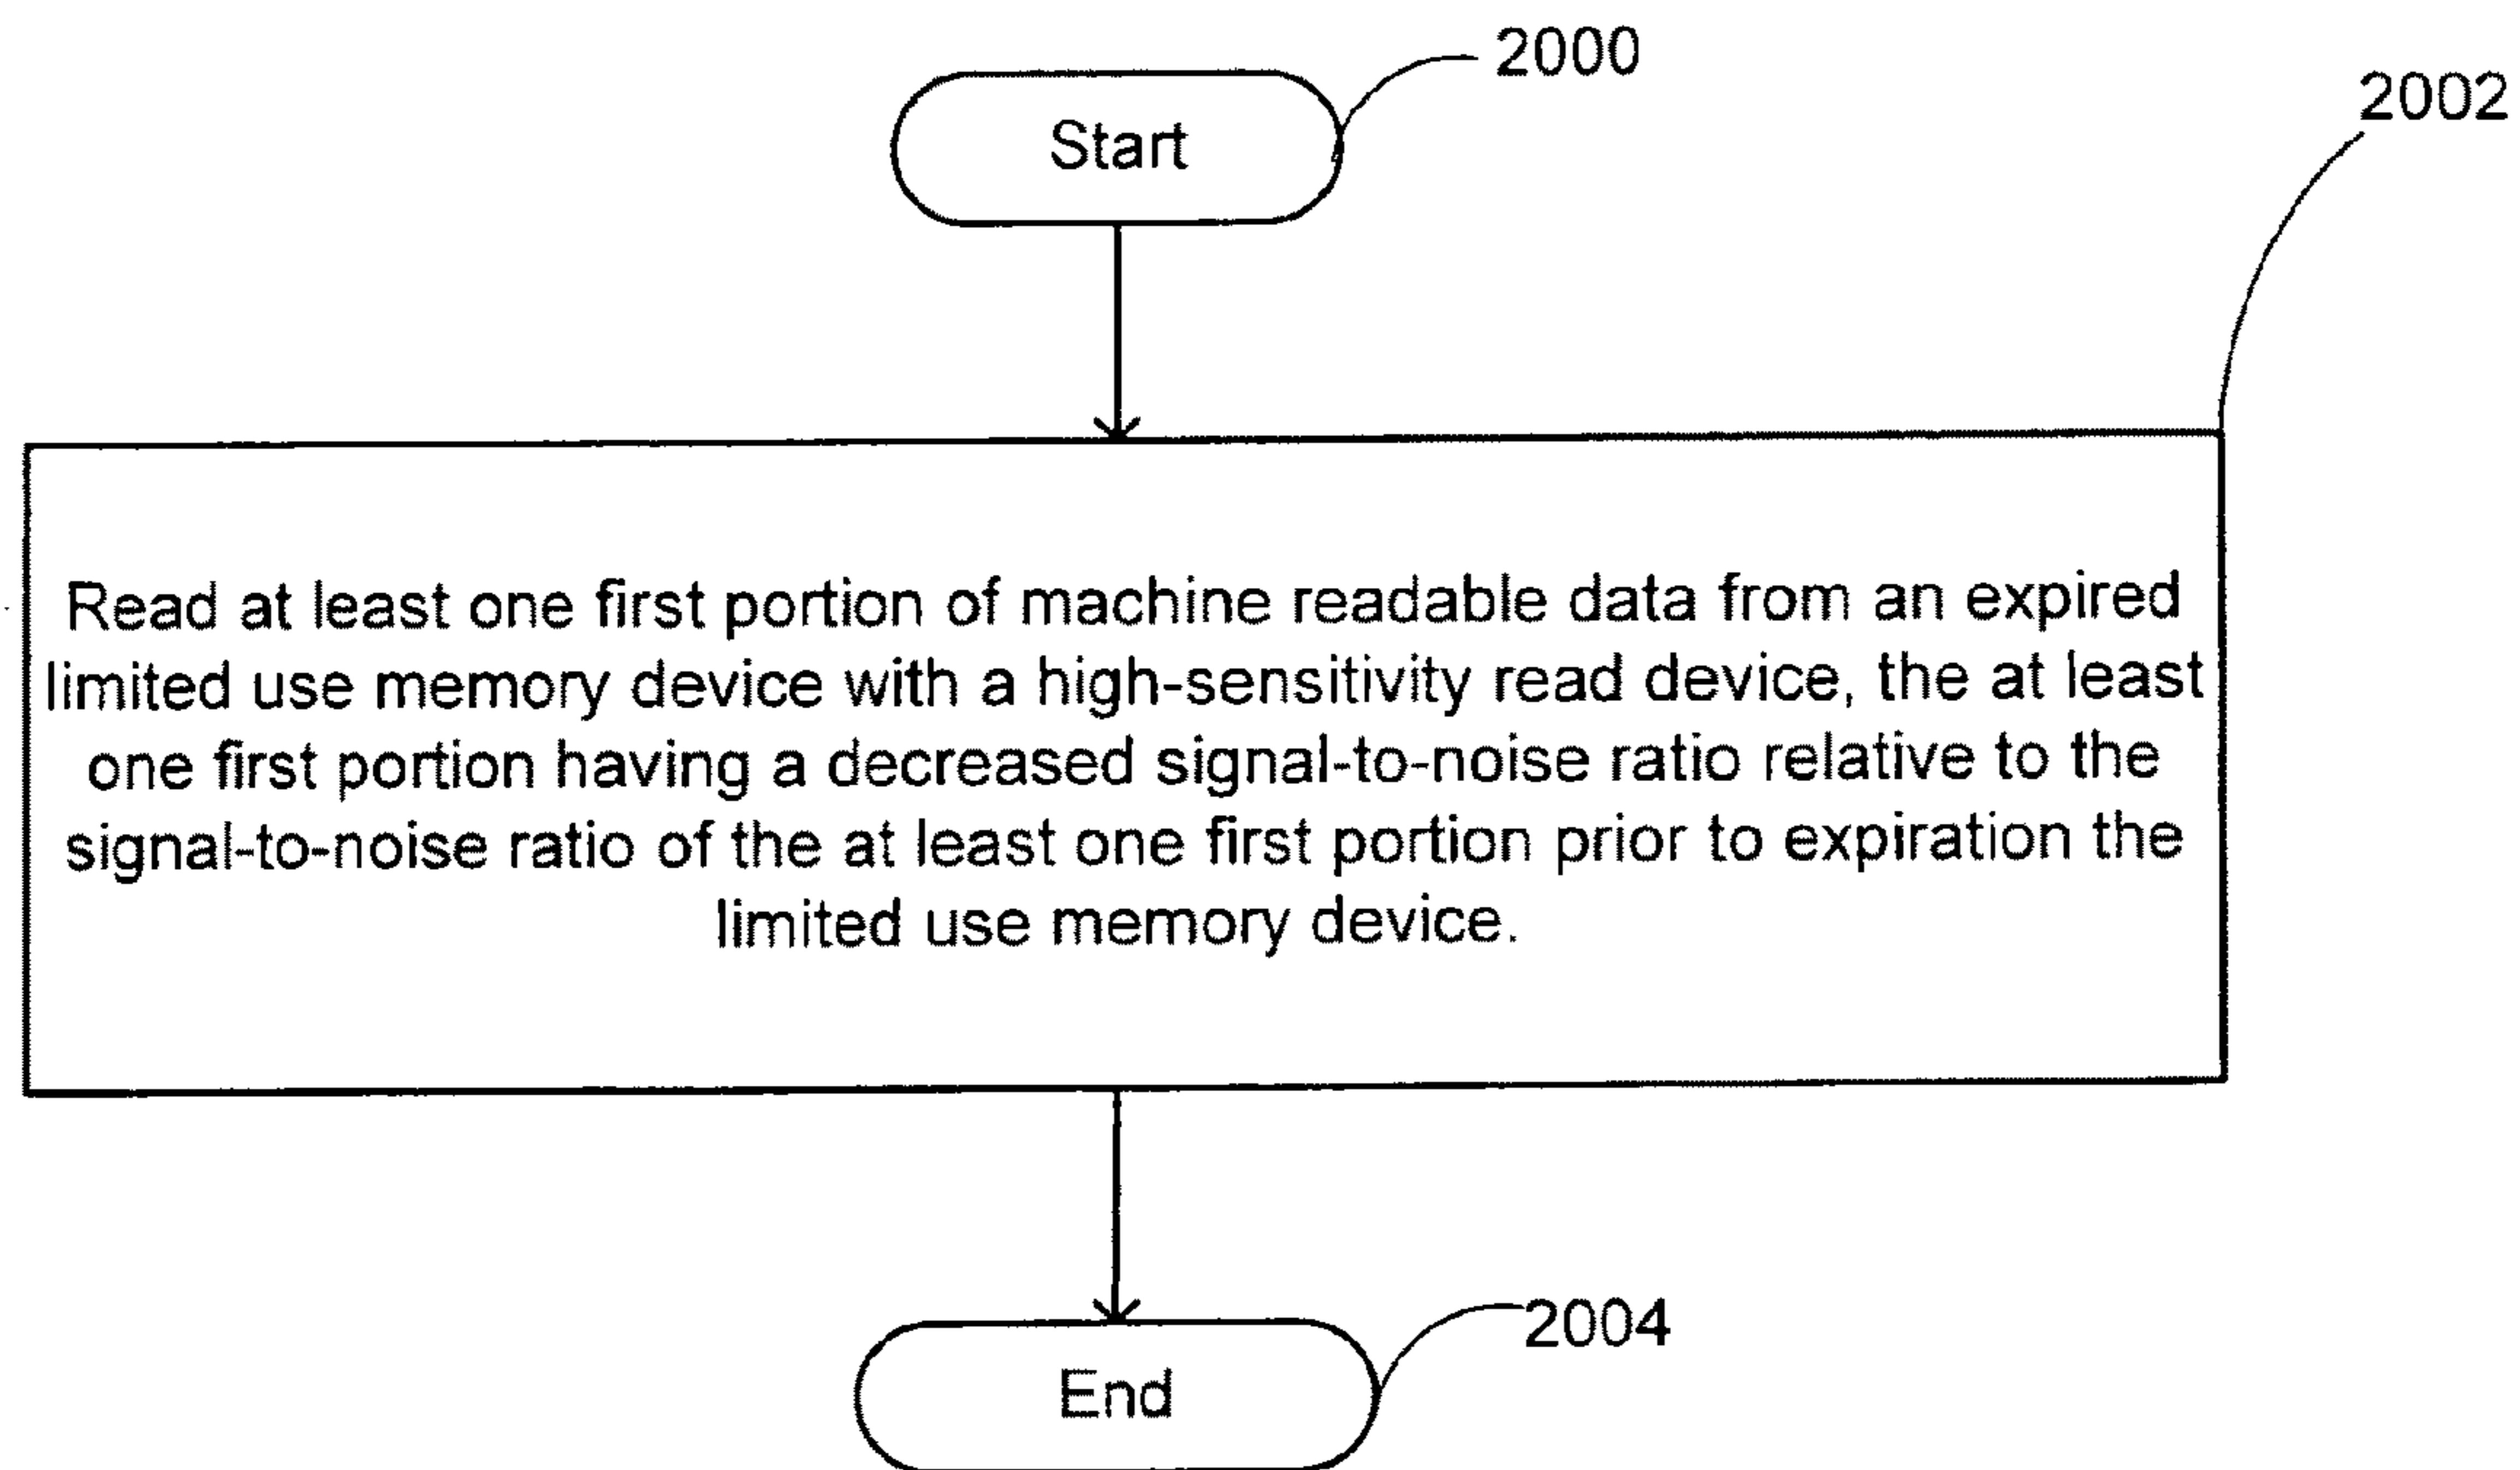 2000
Start
2002
Read at least one first portion of machine readable data from an expired
limited use memory device with a high-sensitivity read device, the at least
one first portion having a decreased signal-to-noise ratio relative to the
signal-to-noise ratio of the at least one first portion prior to expiration the
limited use memory device.
2004
End